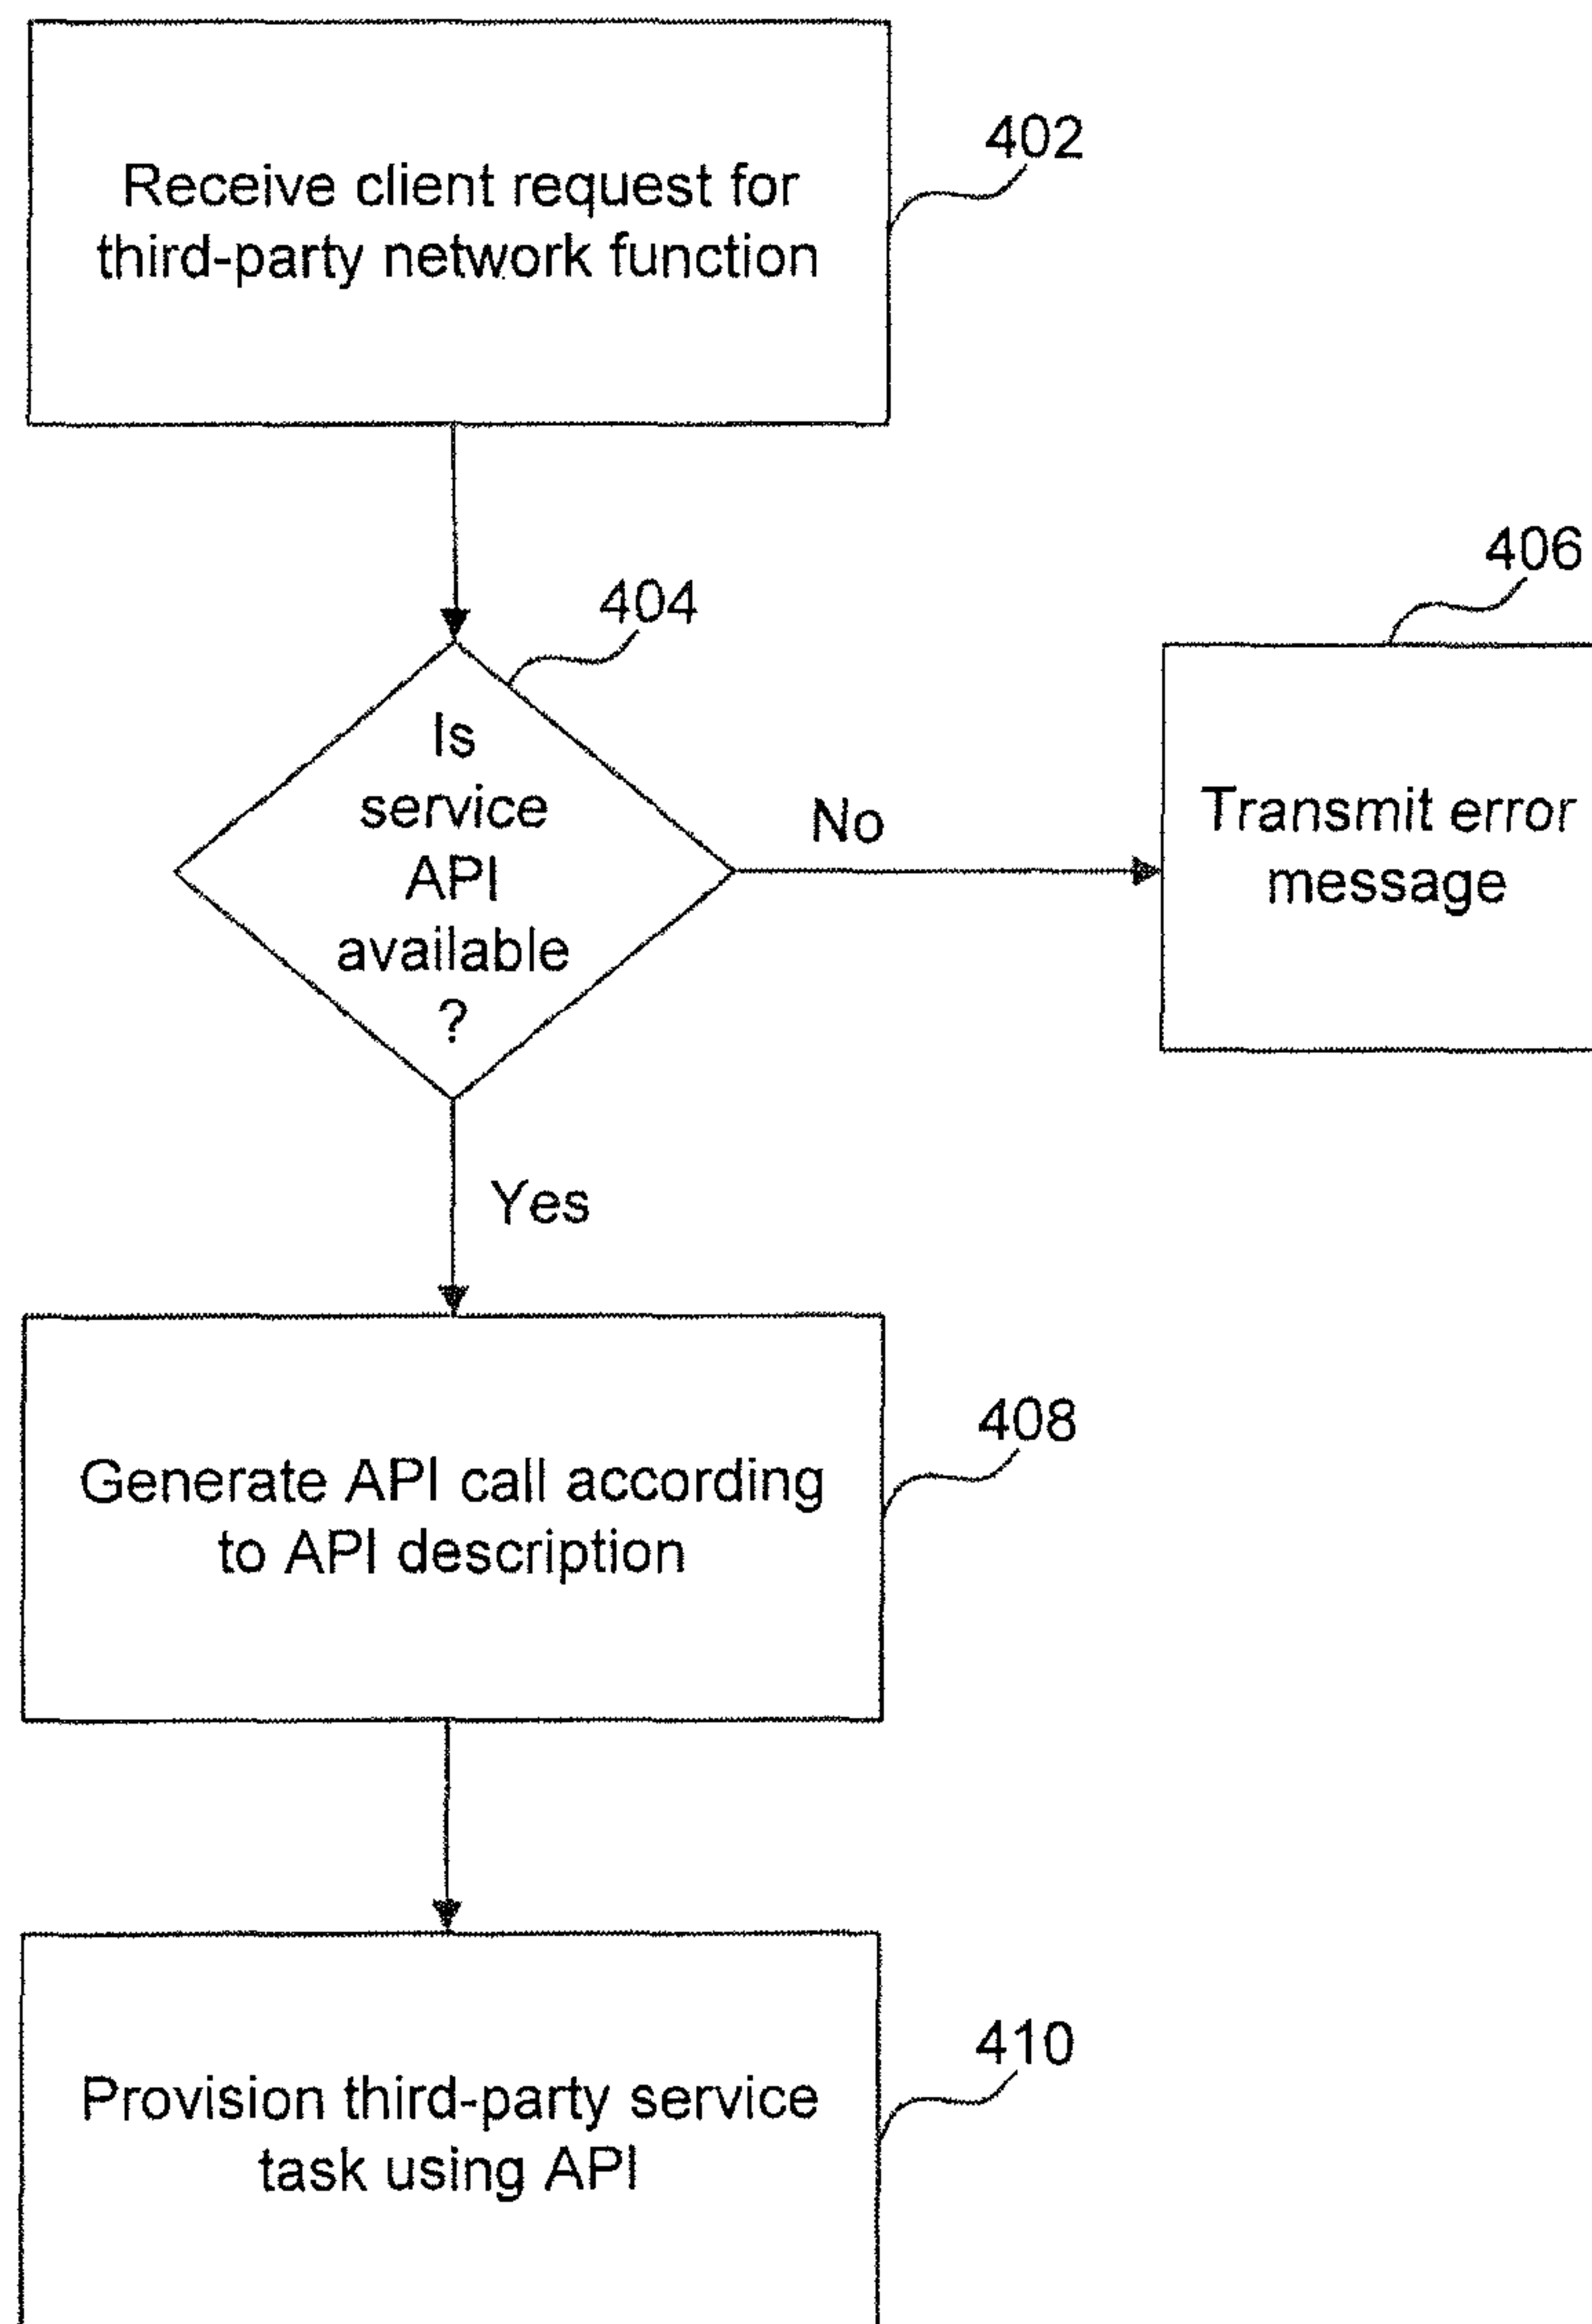 Receive client request for
third-party network function
402
404
406
Is
service
API
available
?
No
Transmit error
message
Yes
Generate API call according
to API description
408
Provision third-party service
task using API
410